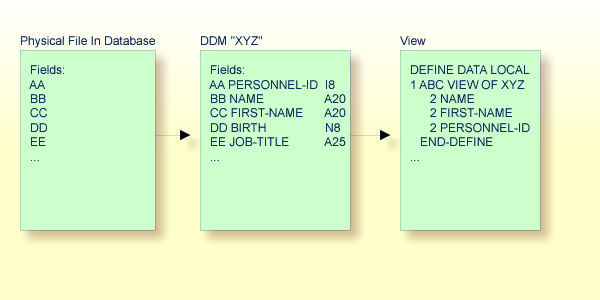 Physical File In Database
Fields:
AA
BB
CC
DD
EE
...
DDM "XYZ"
Fields:
AA PERSONNEL-ID I8
BB NAME A20
CC FIRST-NAME A20
DD BIRTH N8
EE JOB-TITLE A25
...
View
DEFINE DATA LOCAL
1 ABC VIEW OF XYZ
2 NAME
2 FIRST-NAME
2 PERSONNEL-ID
END-DEFINE
...